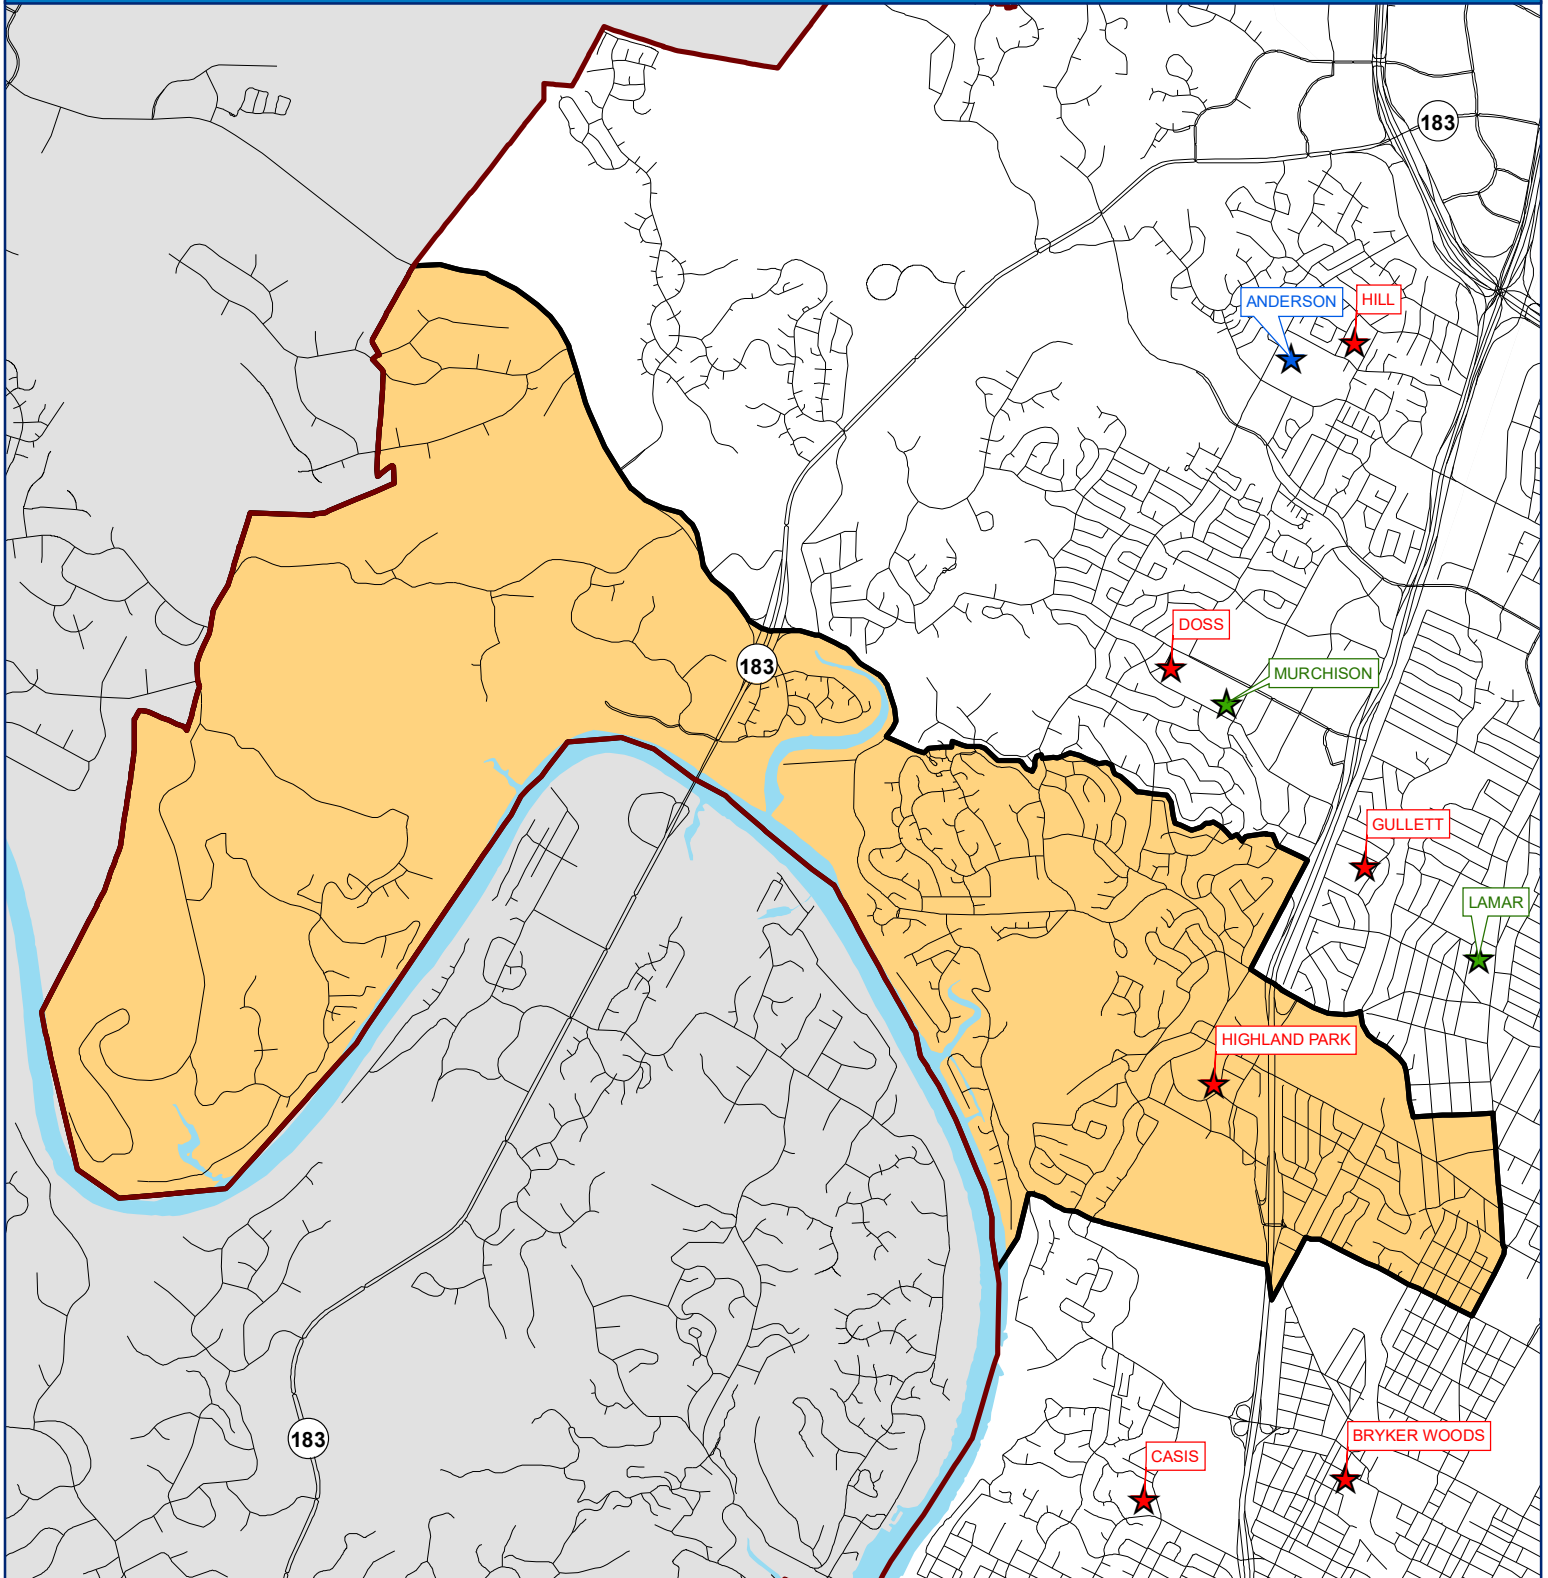 183
ANDERSON
HILL
DOSS
183
MURCHISON
GULLETT
LAMAR
HIGHLAND PARK
183
BRYKER WOODS
CASIS